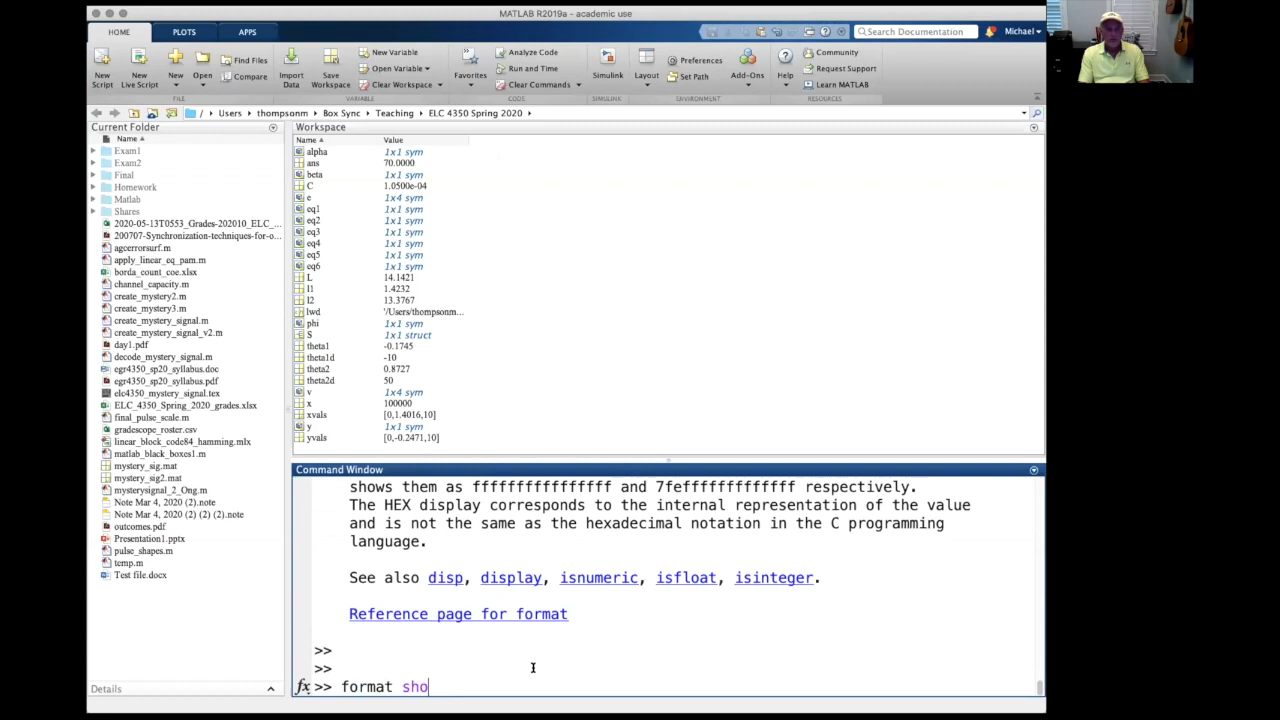 MATLAB R2019a - academic use
HOME PLOTS APPS Search Documentation Michael
New Script New Live Script New Open Find Files Compare Import Data Save Workspace New Variable Open Variable Clear Workspace Favorites Analyze Code Run and Time Clear Commands Simulink Layout Preferences Set Path Add-Ons Help Community Request Support Learn MATLAB
FILE VARIABLE CODE SIMULINK ENVIRONMENT RESOURCES
/ Users thompsonm Box Sync Teaching ELC 4350 Spring 2020
Current Folder
Name
Exam1
Exam2
Final
Homework
Matlab
Shares
2020-05-13T0553_Grades-202010_ELC_...
200707-Synchronization-techniques-for-o...
agcerrorsurf.m
apply_linear_eq_pam.m
borda_count_coe.xlsx
channel_capacity.m
create_mystery2.m
create_mystery3.m
create_mystery_signal.m
create_mystery_signal_v2.m
day1.pdf
decode_mystery_signal.m
egr4350_sp20_syllabus.doc
egr4350_sp20_syllabus.pdf
elc4350_mystery_signal.tex
ELC_4350_Spring_2020_grades.xlsx
final_pulse_scale.m
gradescope_roster.csv
linear_block_code84_hamming.mlx
matlab_black_boxes1.m
mystery_sig.mat
mystery_sig2.mat
mysterysignal_2_Ong.m
Note Mar 4, 2020 (2).note
Note Mar 4, 2020 (2) (2) (2).note
outcomes.pdf
Presentation1.pptx
pulse_shapes.m
temp.m
Test file.docx
Details
Workspace
Name Value
alpha 1x1 sym
ans 70.0000
beta 1x1 sym
C 1.0500e-04
e 1x4 sym
eq1 1x1 sym
eq2 1x1 sym
eq3 1x1 sym
eq4 1x1 sym
eq5 1x1 sym
eq6 1x1 sym
L 14.1421
l1 1.4232
l2 13.3767
lwd '/Users/thompsonm...
phi 1x1 sym
S 1x1 struct
theta1 -0.1745
theta1d -10
theta2 0.8727
theta2d 50
v 1x4 sym
x 100000
xvals [0,1.4016,10]
y 1x1 sym
yvals [0,-0.2471,10]
Command Window
shows them as ffffffffffffffff and 7fefffffffffffff respectively.
The HEX display corresponds to the internal representation of the value
and is not the same as the hexadecimal notation in the C programming
language.
See also disp, display, isnumeric, isfloat, isinteger.
Reference page for format
>>
>>
fx >> format sho